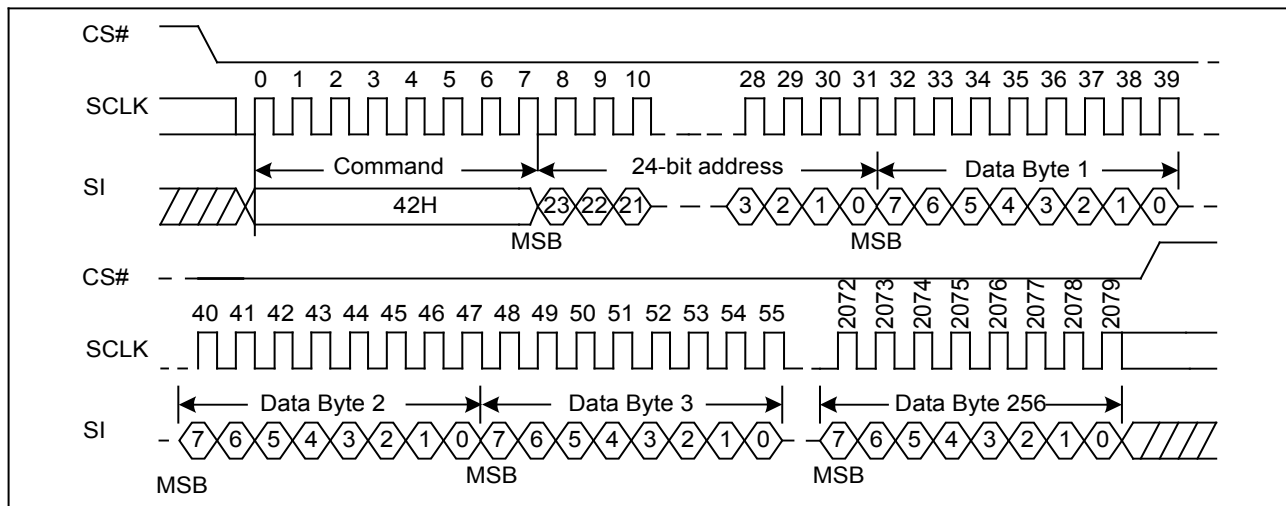 CS#
0 1 2 3 4 5 6 7 8 9 10 28 29 30 31 32 33 34 35 36 37 38 39
SCLK
Command 24-bit address Data Byte 1
SI
42H 23 22 21 3 2 1 0 7 6 5 4 3 2 1 0
MSB MSB
CS#
40 41 42 43 44 45 46 47 48 49 50 51 52 53 54 55 2072 2073 2074 2075 2076 2077 2078 2079
SCLK
Data Byte 2 Data Byte 3 Data Byte 256
SI
7 6 5 4 3 2 1 0 7 6 5 4 3 2 1 0 7 6 5 4 3 2 1 0
MSB MSB MSB